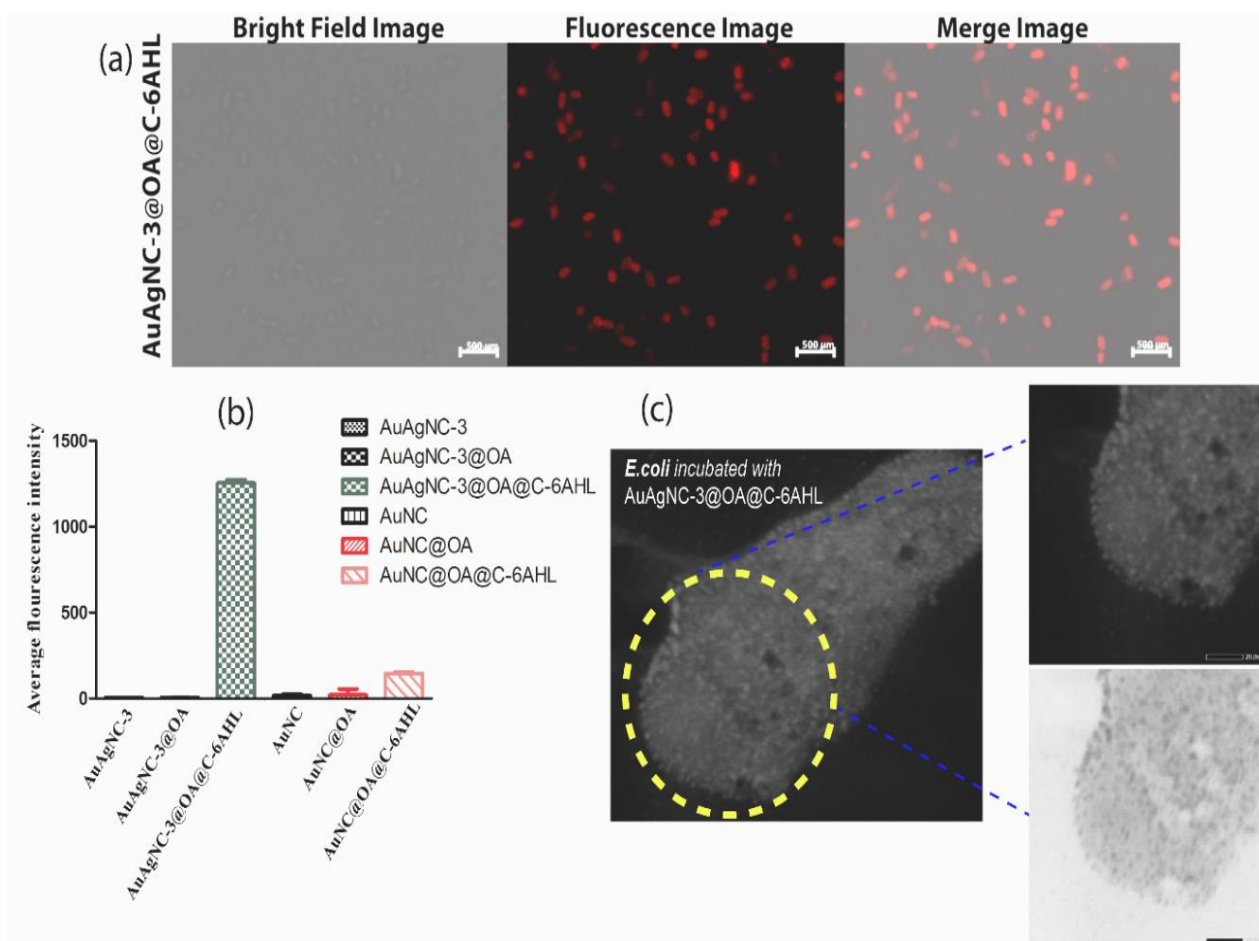 Bright Field Image
Fluorescence Image
Merge Image
(a)
AuAgNC-3@OA@C-6AHL
500 µm
500 µm
500 µm
(b)
Average flourescence intensity
1500
1000
500
0
AuAgNC-3
AuAgNC-3@OA
AuAgNC-3@OA@C-6AHL
AuNC
AuNC@OA
AuNC@OA@C-6AHL
AuAgNC-3
AuAgNC-3@OA
AuAgNC-3@OA@C-6AHL
AuNC
AuNC@OA
AuNC@OA@C-6AHL
(c)
E.coli incubated with
AuAgNC-3@OA@C-6AHL